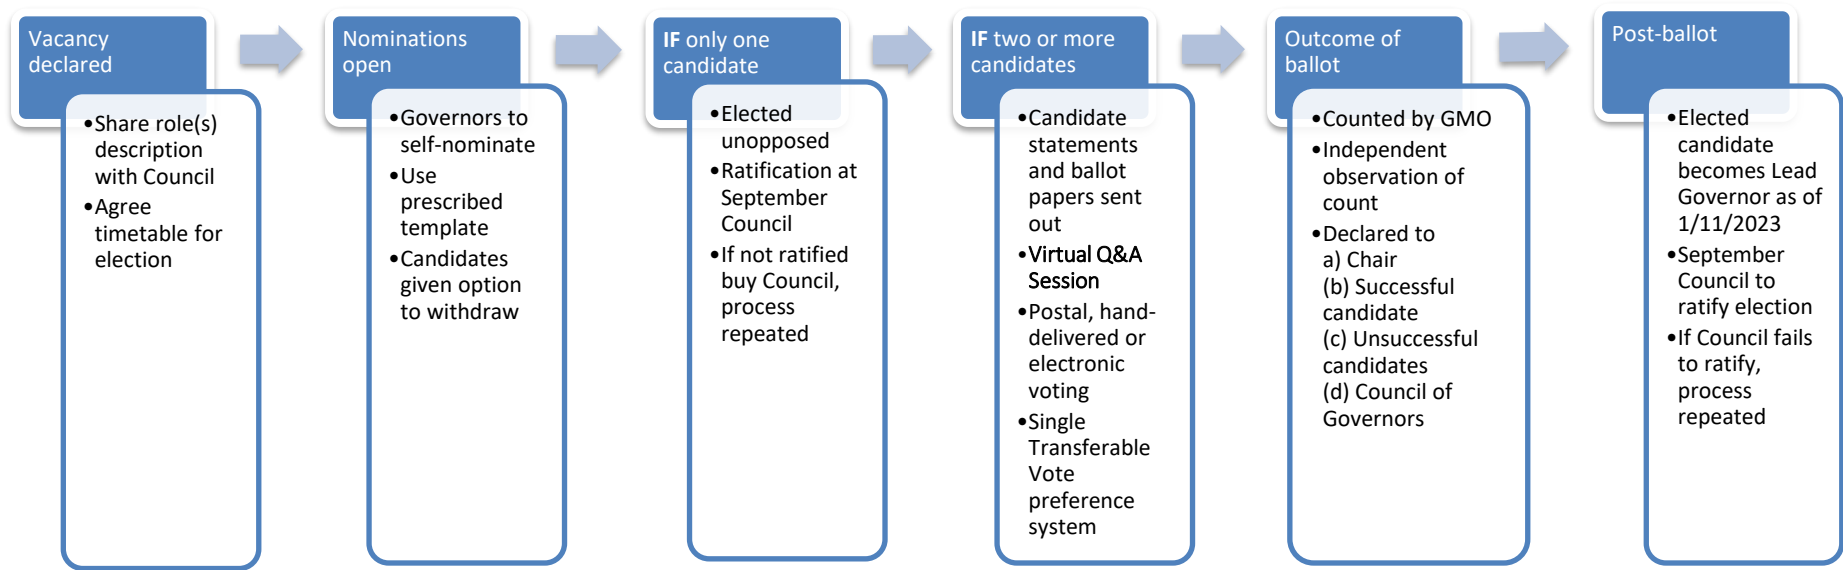 Vacancy
declared
•Share role(s)
description
with Council
•Agree
timetable for
election
Nominations
open
•Governors to
self-nominate
•Use
prescribed
template
•Candidates
given option
to withdraw
IF only one
candidate
•Elected
unopposed
•Ratification at
September
Council
•If not ratified
buy Council,
process
repeated
IF two or more
candidates
•Candidate
statements
and ballot
papers sent
out
•Virtual Q&A
Session
•Postal, hand-
delivered or
electronic
voting
•Single
Transferable
Vote
preference
system
Outcome of
ballot
•Counted by GMO
•Independent
observation of
count
•Declared to
a) Chair
(b) Successful
candidate
(c) Unsuccessful
candidates
(d) Council of
Governors
Post-ballot
•Elected
candidate
becomes Lead
Governor as of
1/11/2023
•September
Council to
ratify election
•If Council fails
to ratify,
process
repeated